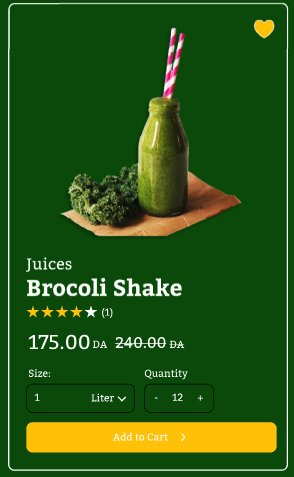 Juices
Brocoli Shake
(1)
175.00 DA 240.00 DA
Size: Quantity
1 Liter - 12 +
Add to Cart